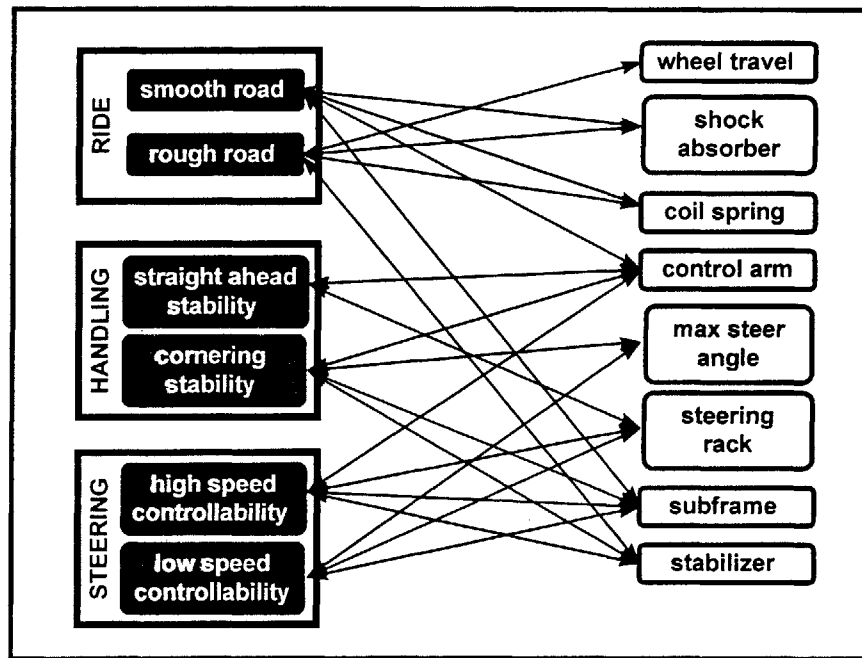 RIDE
smooth road
rough road
HANDLING
straight ahead
stability
cornering
stability
STEERING
high speed
controllability
low speed
controllability
wheel travel
shock
absorber
coil spring
control arm
max steer
angle
steering
rack
subframe
stabilizer